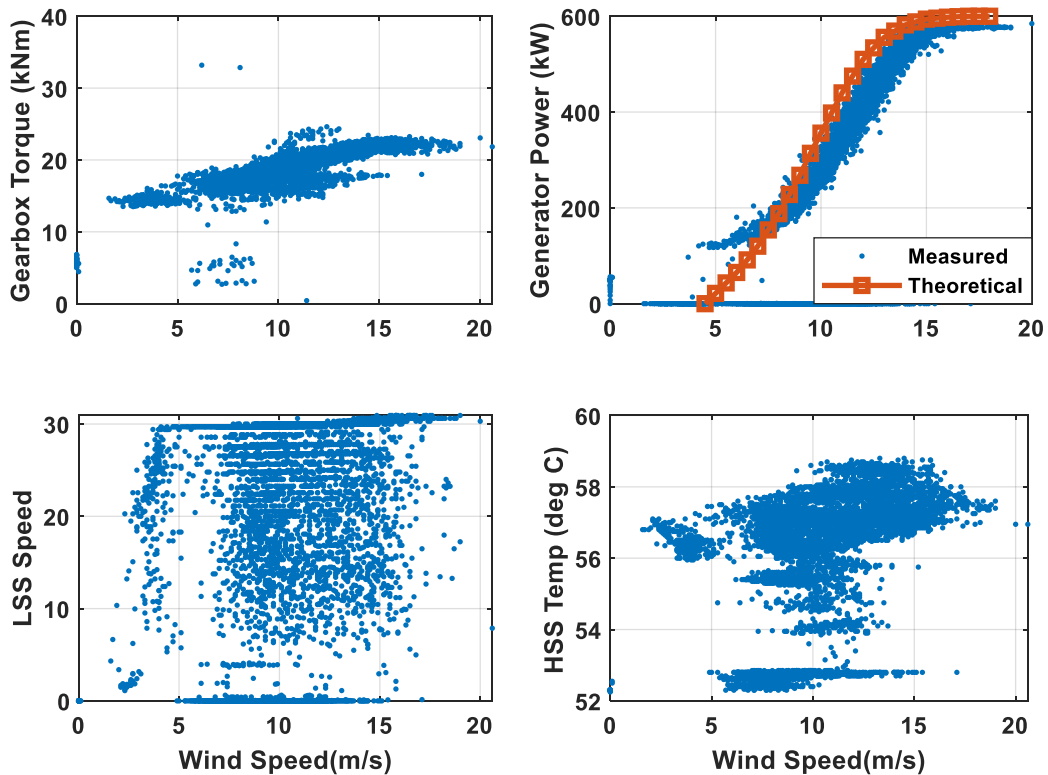 Gearbox Torque (kNm)
40
30
20
10
0
0 5 10 15 20
Generator Power (kW)
600
400
200
0
0 5 10 15 20
Measured
Theoretical
LSS Speed
30
20
10
0
0 5 10 15 20
Wind Speed(m/s)
HSS Temp (deg C)
60
58
56
54
52
0 5 10 15 20
Wind Speed(m/s)